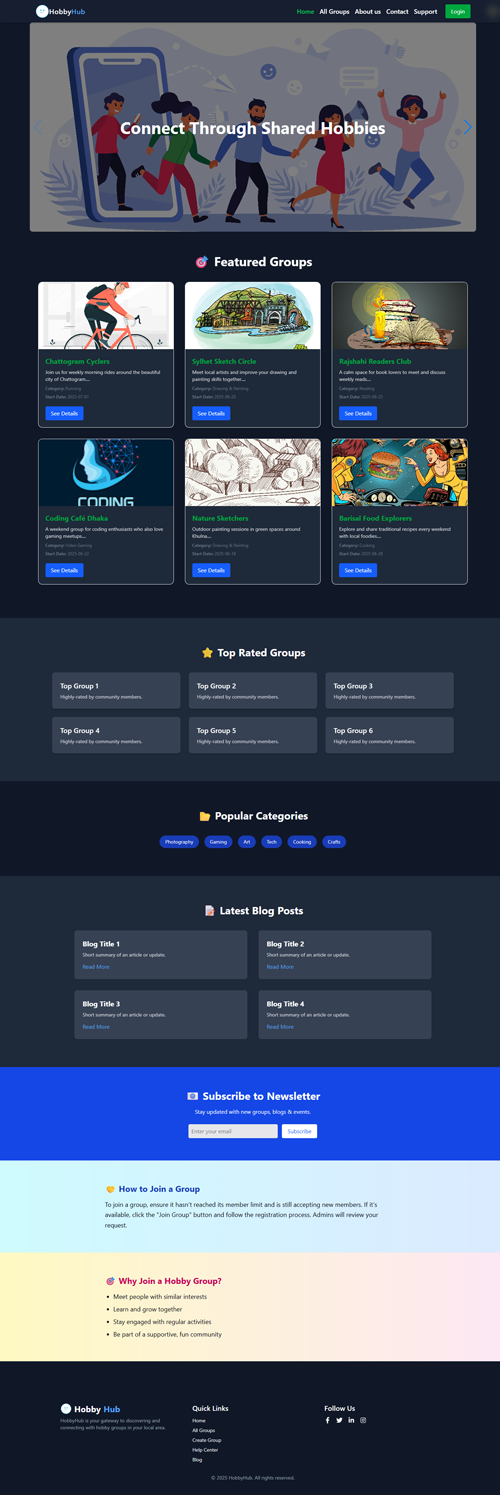 HobbyHub
Home All Groups About us Contact Support Login
Connect Through Shared Hobbies
Featured Groups
Chattogram Cyclers
Join us for weekly morning rides around the beautiful
city of Chattogram....
Category: Running
Start Date: 2025-07-01
See Details
Sylhet Sketch Circle
Meet local artists and improve your drawing and
painting skills together....
Category: Drawing & Painting
Start Date: 2025-06-20
See Details
Rajshahi Readers Club
A calm space for book lovers to meet and discuss
weekly reads....
Category: Reading
Start Date: 2025-06-25
See Details
CODING
Coding Café Dhaka
A weekend group for coding enthusiasts who also love
gaming meetups....
Category: Video Gaming
Start Date: 2025-06-22
See Details
Nature Sketchers
Outdoor painting sessions in green spaces around
Khulna....
Category: Drawing & Painting
See Details
Barisal Food Explorers
Explore and share traditional recipes every weekend
with local foodies....
Category: Cooking
See Details
Top Rated Groups
Top Group 1
Highly-rated by community members.
Top Group 2
Highly-rated by community members.
Top Group 3
Highly-rated by community members.
Top Group 4
Highly-rated by community members.
Top Group 5
Highly-rated by community members.
Top Group 6
Highly-rated by community members.
Popular Categories
Photography Gaming Art Tech Cooking Crafts
Latest Blog Posts
Blog Title 1
Short summary of an article or update.
Read More
Blog Title 2
Short summary of an article or update.
Read More
Blog Title 3
Short summary of an article or update.
Read More
Blog Title 4
Short summary of an article or update.
Read More
Subscribe to Newsletter
Stay updated with new groups, blogs & events.
Enter your email Subscribe
How to Join a Group
To join a group, ensure it hasn't reached its member limit and is still accepting new members. If it's
available, click the "Join Group" button and follow the registration process. Admins will review your
request.
Why Join a Hobby Group?
• Meet people with similar interests
• Learn and grow together
• Stay engaged with regular activities
• Be part of a supportive, fun community
Hobby Hub
HobbyHub is your gateway to discovering and
connecting with hobby groups in your local area.
Quick Links
Home
All Groups
Create Group
Help Center
Blog
Follow Us
© 2025 HobbyHub. All rights reserved.